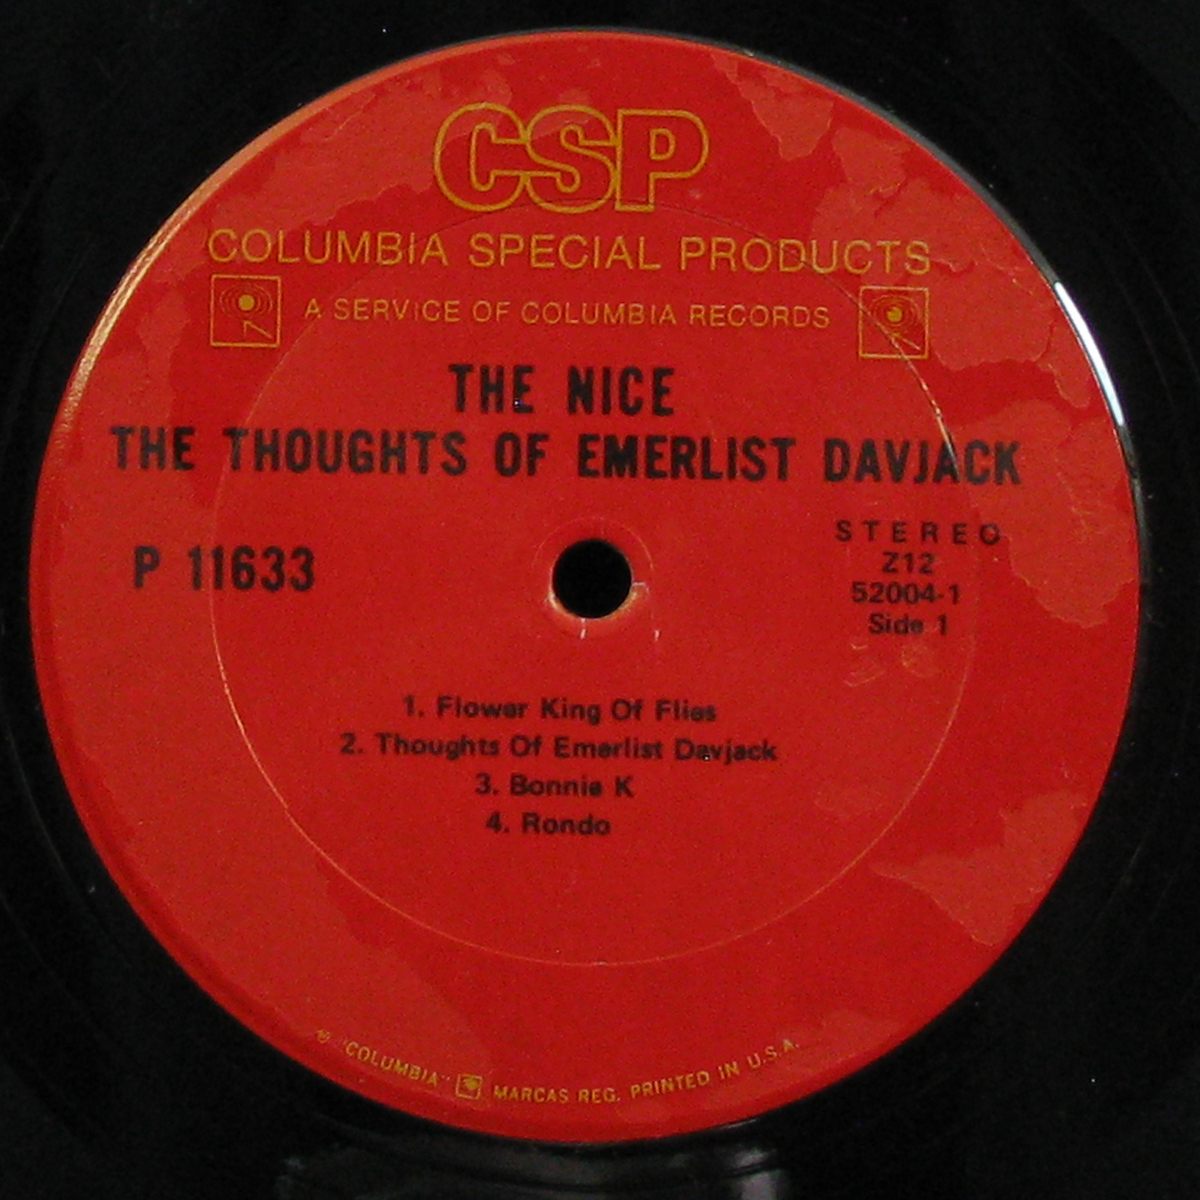 CSP
COLUMBIA SPECIAL PRODUCTS
A SERVICE OF COLUMBIA RECORDS
THE NICE
THE THOUGHTS OF EMERLIST DAVJACK
P 11633
STEREO
Z12
52004-1
Side 1
1. Flower King Of Flies
2. Thoughts Of Emerlist Davjack
3. Bonnie K
4. Rondo
® "COLUMBIA" MARCAS REG. PRINTED IN U.S.A.